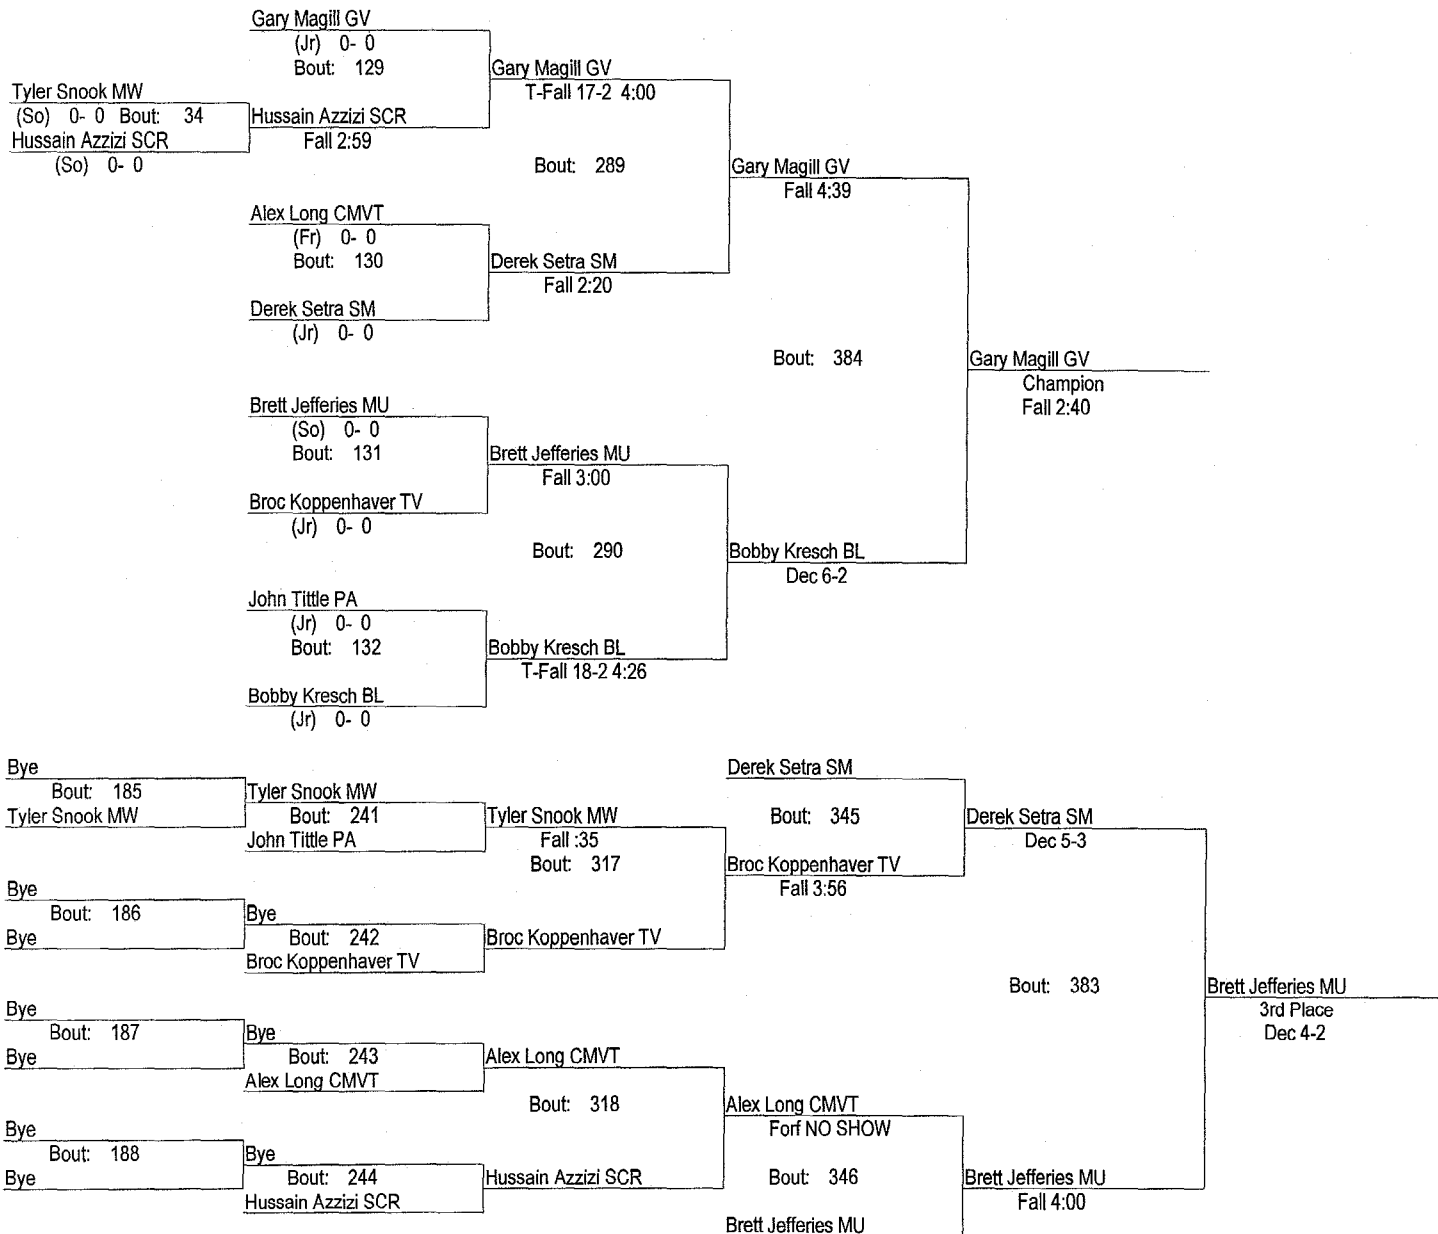 Gary Magill GV
(Jr) 0- 0
Bout: 129
Gary Magill GV
T-Fall 17-2 4:00
Tyler Snook MW
(So) 0- 0 Bout: 34
Hussain Azzizi SCR
Fall 2:59
Hussain Azzizi SCR
(So) 0- 0
Bout: 289
Gary Magill GV
Fall 4:39
Alex Long CMVT
(Fr) 0- 0
Bout: 130
Derek Setra SM
Fall 2:20
Derek Setra SM
(Jr) 0- 0
Bout: 384
Gary Magill GV
Champion
Fall 2:40
Brett Jefferies MU
(So) 0- 0
Bout: 131
Brett Jefferies MU
Fall 3:00
Broc Koppenhaver TV
(Jr) 0- 0
Bout: 290
Bobby Kresch BL
Dec 6-2
John Tittle PA
(Jr) 0- 0
Bout: 132
Bobby Kresch BL
T-Fall 18-2 4:26
Bobby Kresch BL
(Jr) 0- 0
Bye
Bout: 185
Tyler Snook MW
Tyler Snook MW
Bout: 241
John Tittle PA
Tyler Snook MW
Fall :35
Bout: 317
Derek Setra SM
Bout: 345
Derek Setra SM
Dec 5-3
Broc Koppenhaver TV
Fall 3:56
Bye
Bout: 186
Bye
Bye
Bout: 242
Broc Koppenhaver TV
Broc Koppenhaver TV
Bout: 383
Brett Jefferies MU
3rd Place
Dec 4-2
Bye
Bout: 187
Bye
Bye
Bout: 243
Alex Long CMVT
Alex Long CMVT
Bout: 318
Alex Long CMVT
Forf NO SHOW
Bye
Bout: 188
Bye
Bye
Bout: 244
Hussain Azzizi SCR
Hussain Azzizi SCR
Bout: 346
Brett Jefferies MU
Fall 4:00
Brett Jefferies MU